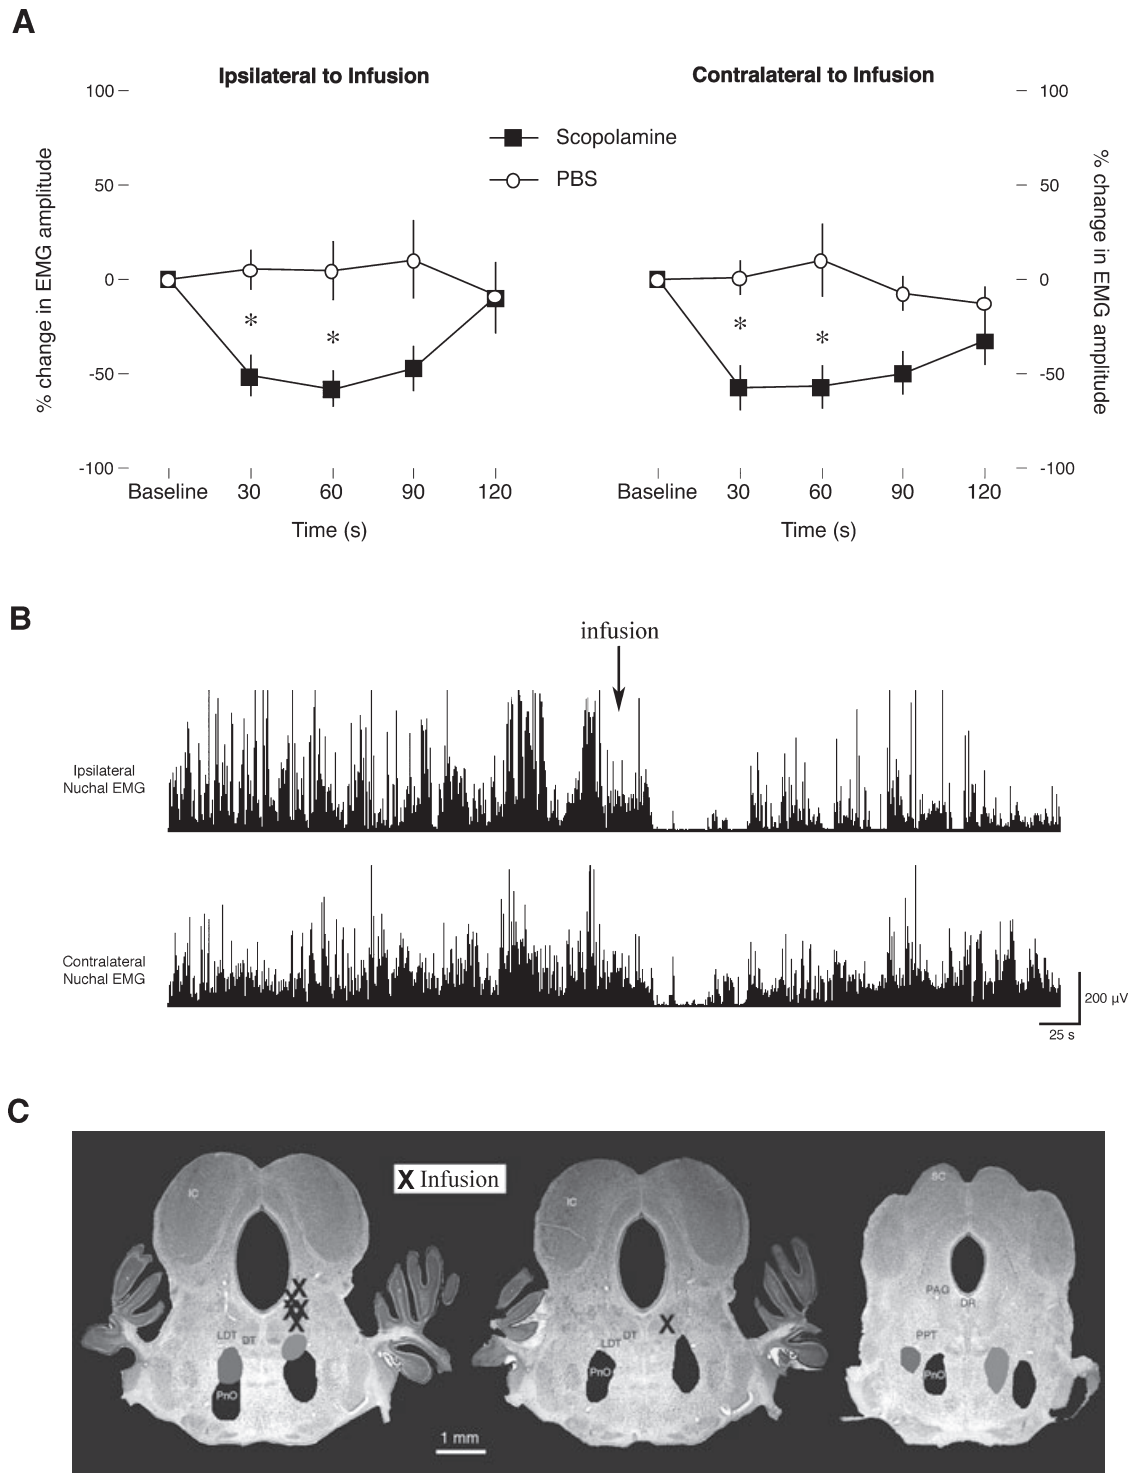 A
Ipsilateral to Infusion
Contralateral to Infusion
100
100
Scopolamine
PBS
% change in EMG amplitude
% change in EMG amplitude
50
50
0
0
*
*
*
*
-50
-50
-100
-100
Baseline 30 60 90 120
Baseline 30 60 90 120
Time (s)
Time (s)
B
infusion
Ipsilateral
Nuchal EMG
Contralateral
Nuchal EMG
200 µV
25 s
C
X Infusion
IC
IC
SC
X
X
X
X
X
X
PAG
DR
LDT DT
LDT DT
PPT
PnO
PnO
PnO
1 mm